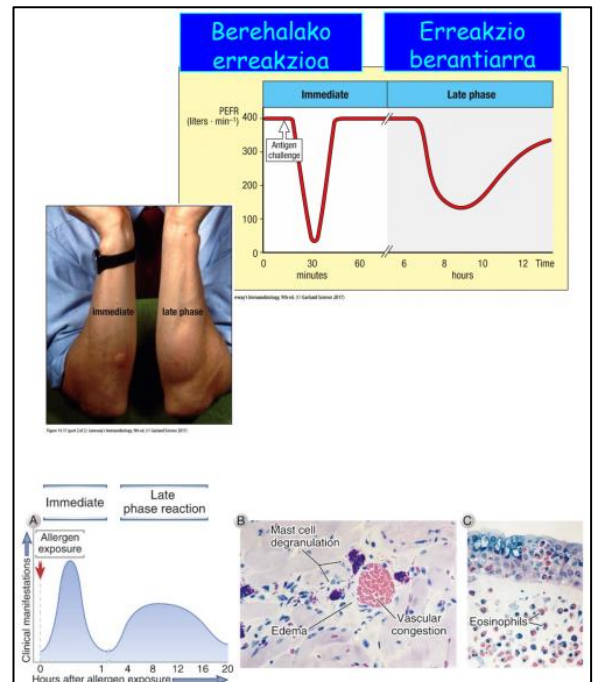 Berehalako
erreakzioa
Erreakzio
berantiarra
Immediate
Late phase
PEFR
(liters · min⁻¹)
400
300
200
100
0
Antigen
challenge
0
30
60
6
8
10
12
Time
minutes
hours
immediate
late phase
Immediate
Late
phase reaction
A
Allergen
exposure
Clinical manifestations
0
1
4
8
12
16
20
Hours after allergen exposure
B
Mast cell
degranulation
Edema
Vascular
congestion
C
Eosinophils